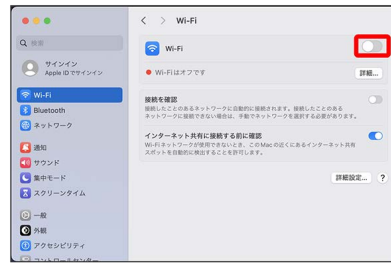 Wi-Fi
検索
Wi-Fi
サインイン
Apple IDでサインイン
Wi-Fiはオフです
詳細...
Wi-Fi
Bluetooth
ネットワーク
接続を確認
接続したことのあるネットワークに自動的に接続されます。接続したことのある
ネットワークに接続できない場合は、手動でネットワークを選択する必要があります。
インターネット共有に接続する前に確認
Wi-Fiネットワークが使用できないとき、このMacの近くにあるインターネット共有
スポットを自動的に検出することを許可します。
通知
サウンド
集中モード
スクリーンタイム
詳細設定...
?
一般
外観
アクセシビリティ
コントロールセンター